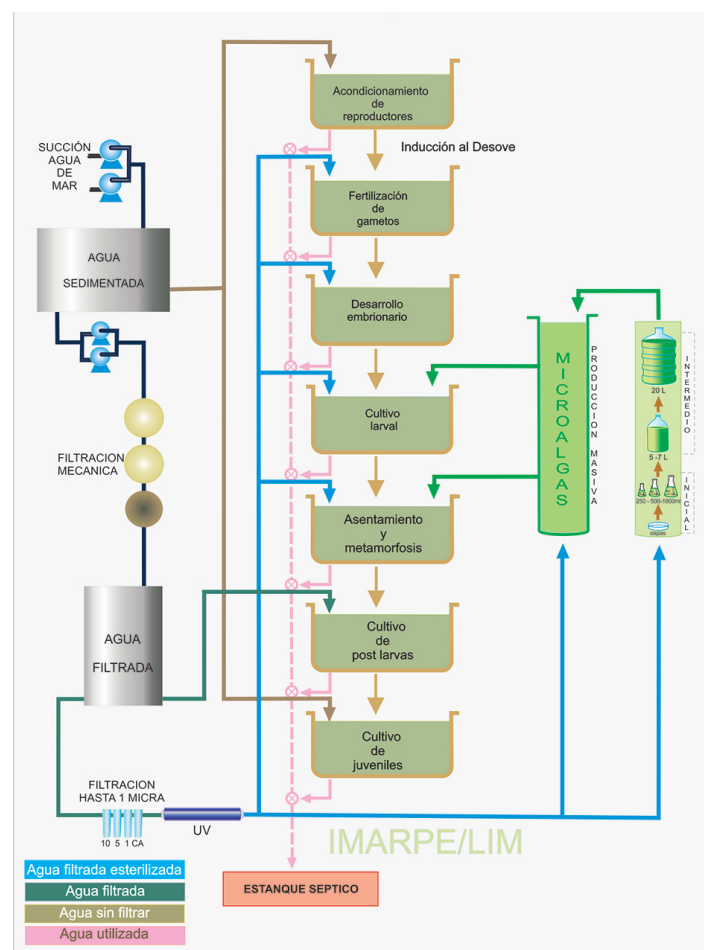 Acondicionamiento
de
reproductores
Inducción al Desove
SUCCIÓN
AGUA
DE
MAR
Fertilización
de
gametos
AGUA
SEDIMENTADA
Desarrollo
embrionario
Cultivo
larval
FILTRACION
MECANICA
Asentamiento
y
metamorfosis
MICROALGAS
PRODUCCION MASIVA
20 L
INTERMEDIO
5 -7 L
250 - 500-1000ml
INICIAL
cepas
AGUA
FILTRADA
Cultivo
de
post larvas
Cultivo
de
juveniles
FILTRACION
HASTA 1 MICRA
10 5 1 CA
UV
IMARPE/LIM
Agua filtrada esterilizada
Agua filtrada
Agua sin filtrar
Agua utilizada
ESTANQUE SEPTICO